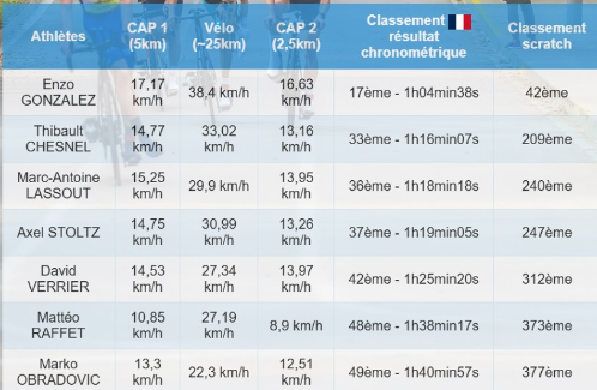 Athlètes CAP 1 (5km) Vélo (~25km) CAP 2 (2,5km) Classement résultat chronométrique Classement scratch
Enzo GONZALEZ 17,17 km/h 38,4 km/h 16,63 km/h 17ème - 1h04min38s 42ème
Thibault CHESNEL 14,77 km/h 33,02 km/h 13,16 km/h 33ème - 1h16min07s 209ème
Marc-Antoine LASSOUT 15,25 km/h 29,9 km/h 13,95 km/h 36ème - 1h18min18s 240ème
Axel STOLTZ 14,75 km/h 30,99 km/h 13,26 km/h 37ème - 1h19min05s 247ème
David VERRIER 14,53 km/h 27,34 km/h 13,97 km/h 42ème - 1h25min20s 312ème
Mattéo RAFFET 10,85 km/h 27,19 km/h 8,9 km/h 48ème - 1h38min17s 373ème
Marko OBRADOVIC 13,3 km/h 22,3 km/h 12,51 km/h 49ème - 1h40min57s 377ème